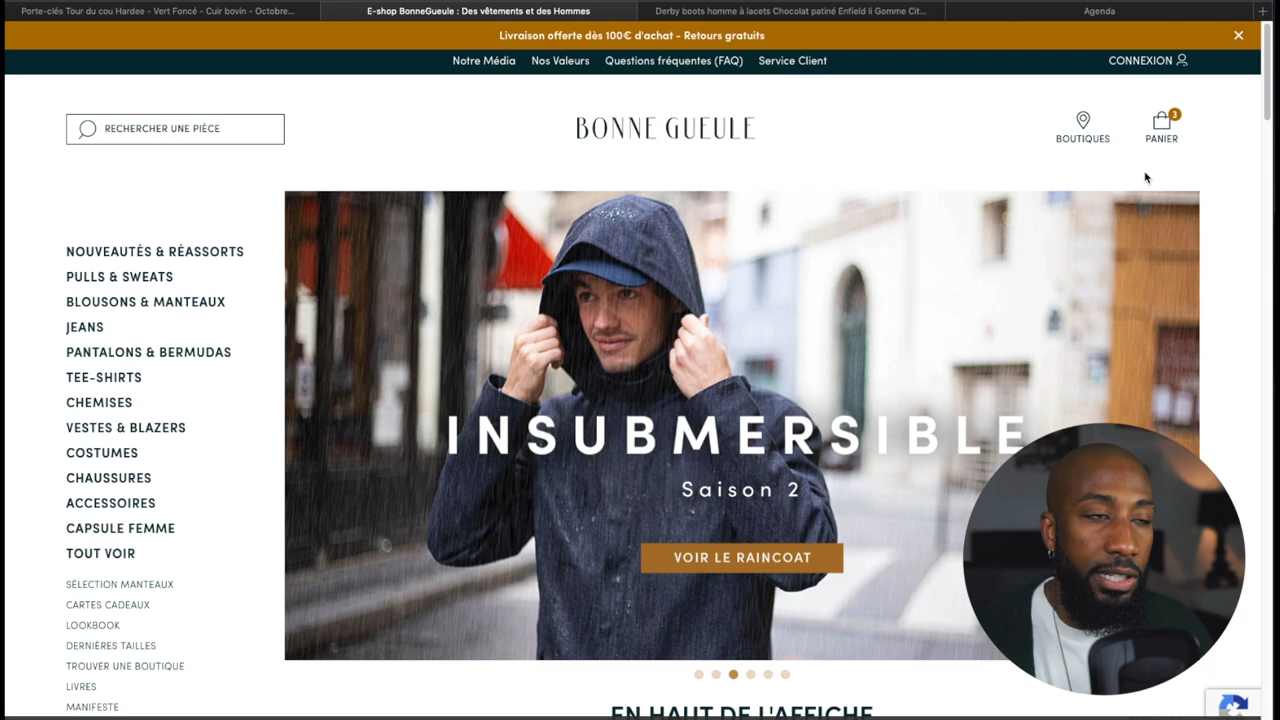 Porte-clés Tour du cou Hardee - Vert Foncé - Cuir bovin - Octobre...
E-shop BonneGueule : Des vêtements et des Hommes
Derby boots homme à lacets Chocolat patiné Enfield li Gomme Cit...
Agenda
Livraison offerte dès 100€ d'achat - Retours gratuits
Notre Média
Nos Valeurs
Questions fréquentes (FAQ)
Service Client
CONNEXION
RECHERCHER UNE PIÈCE
BONNE GUEULE
BOUTIQUES
3
PANIER
NOUVEAUTÉS & RÉASSORTS
PULLS & SWEATS
BLOUSONS & MANTEAUX
JEANS
PANTALONS & BERMUDAS
TEE-SHIRTS
CHEMISES
VESTES & BLAZERS
COSTUMES
CHAUSSURES
ACCESSOIRES
CAPSULE FEMME
TOUT VOIR
SÉLECTION MANTEAUX
CARTES CADEAUX
LOOKBOOK
DERNIÈRES TAILLES
TROUVER UNE BOUTIQUE
LIVRES
MANIFESTE
INSUBMERSIBLE
Saison 2
VOIR LE RAINCOAT
EN HAUT DE L'AFFICHE